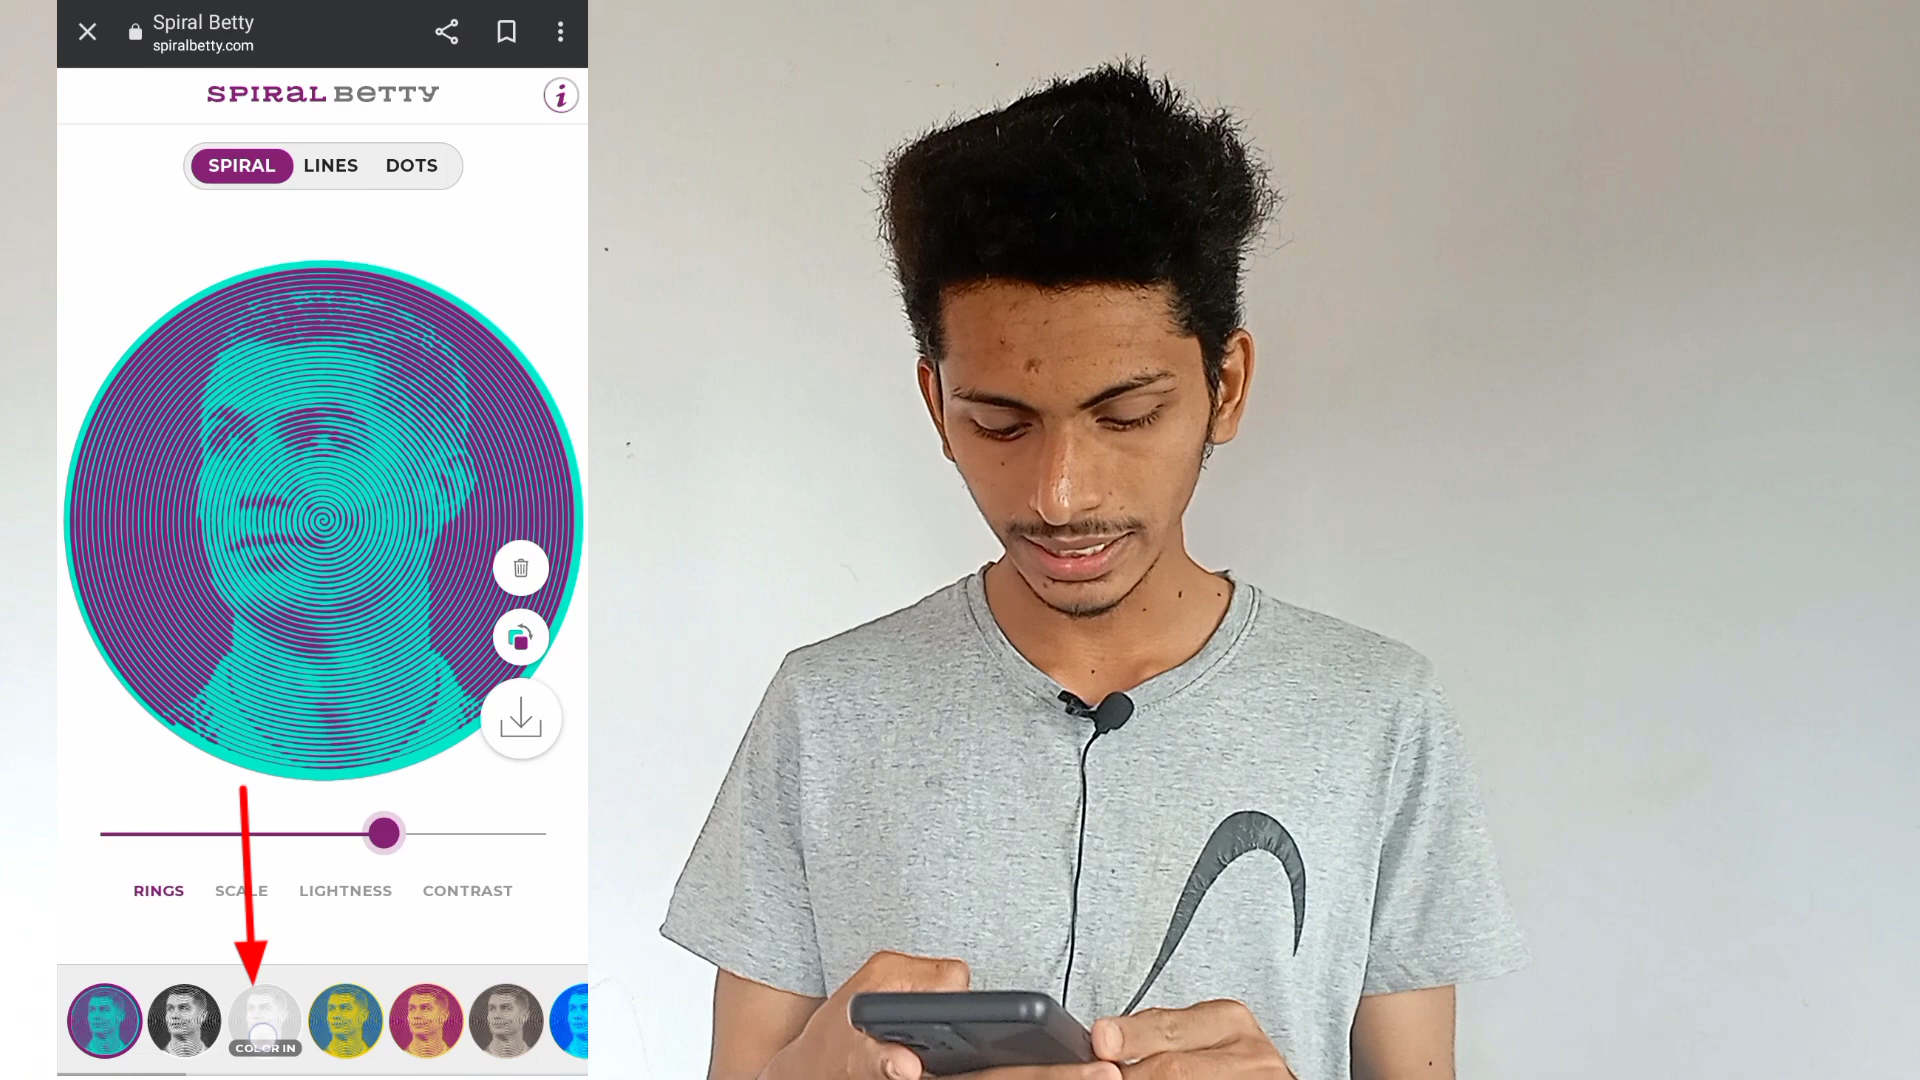 Spiral Betty
spiralbetty.com
SPIRAL BETTY
i
SPIRAL LINES DOTS
RINGS SCALE LIGHTNESS CONTRAST
COLOR IN